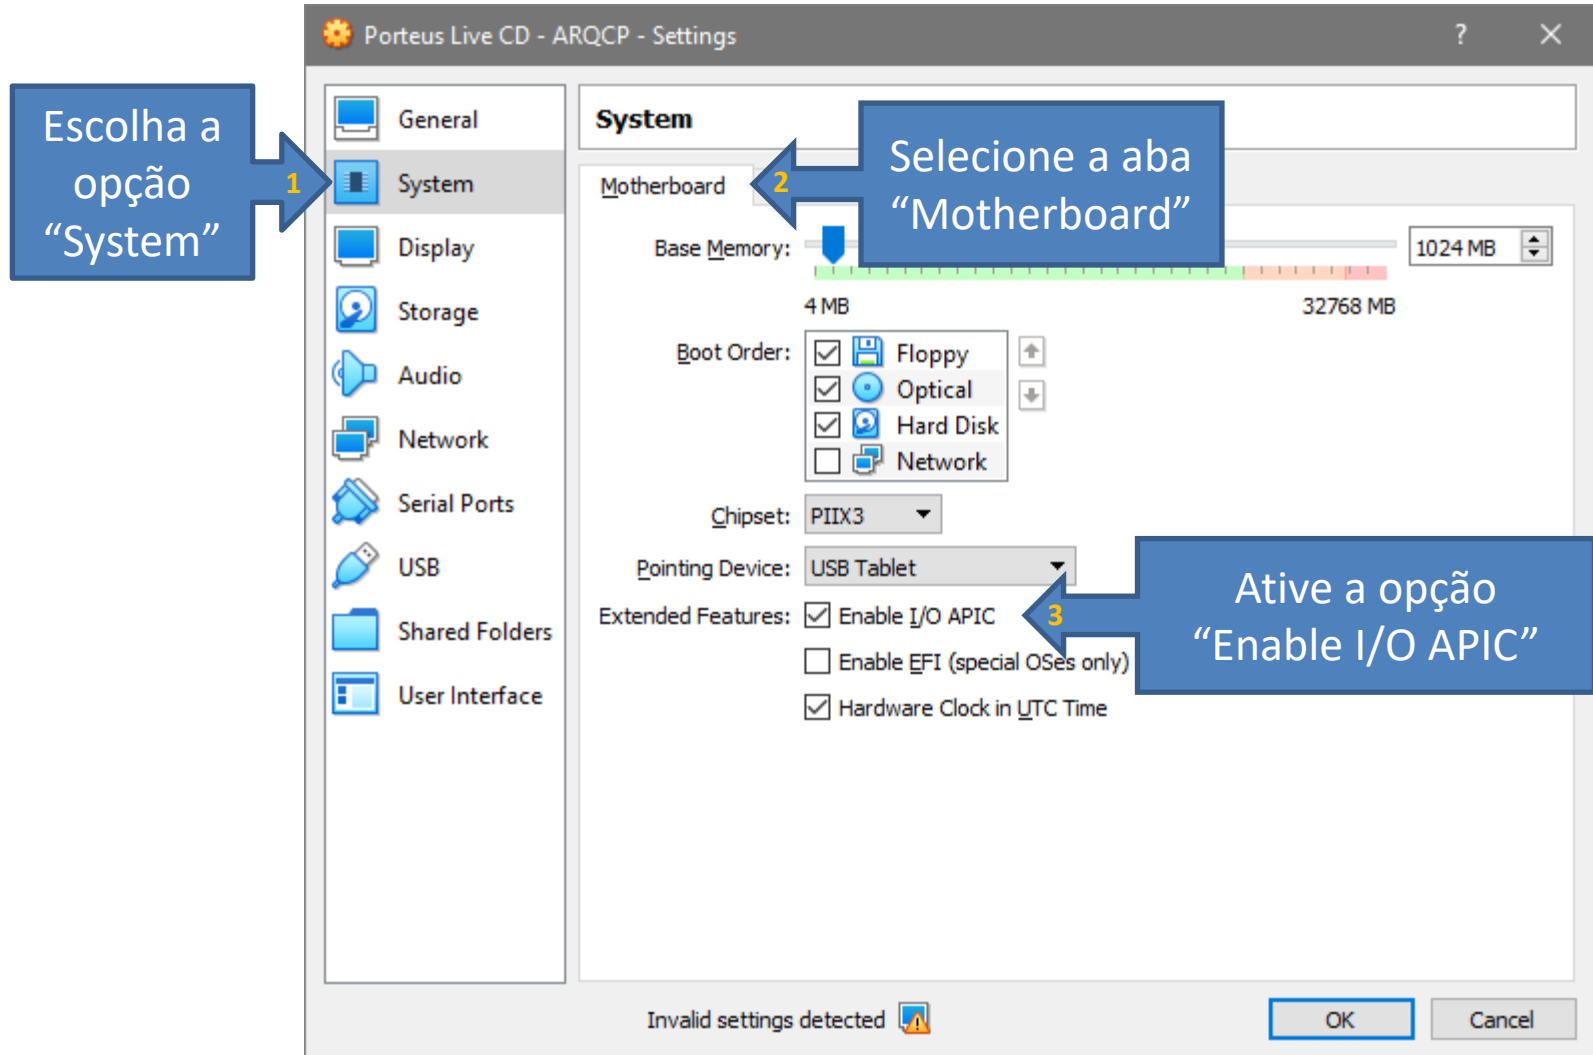 Porteus Live CD - ARQCP - Settings
?
Escolha a
opção
“System”
1
General
System
Display
Storage
Audio
Network
Serial Ports
USB
Shared Folders
User Interface
System
Motherboard
2
Selecione a aba
“Motherboard”
Base Memory:
1024 MB
4 MB
32768 MB
Boot Order:
Floppy
Optical
Hard Disk
Network
Chipset: PIIX3
Pointing Device: USB Tablet
Extended Features: Enable I/O APIC
3
Ative a opção
“Enable I/O APIC”
Enable EFI (special OSes only)
Hardware Clock in UTC Time
Invalid settings detected
OK
Cancel